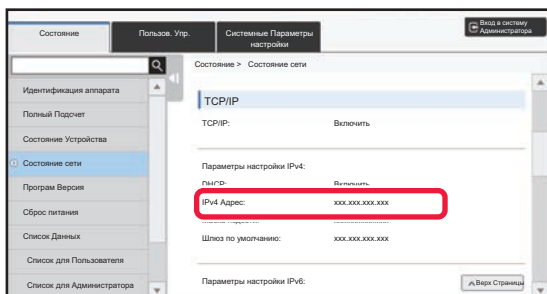 Состояние
Пользов. Упр.
Системные Параметры
настройки
Вход в систему
Администратора
Состояние > Состояние сети
Идентификация аппарата
Полный Подсчет
Состояние Устройства
Состояние сети
Програм Версия
Сброс питания
Список Данных
Список для Пользователя
Список для Администратора
TCP/IP
TCP/IP: Включить
Параметры настройки IPv4:
DHCP: Включить
IPv4 Адрес: xxx.xxx.xxx.xxx
Шлюз по умолчанию: xxx.xxx.xxx.xxx
Параметры настройки IPv6:
Верх Страницы